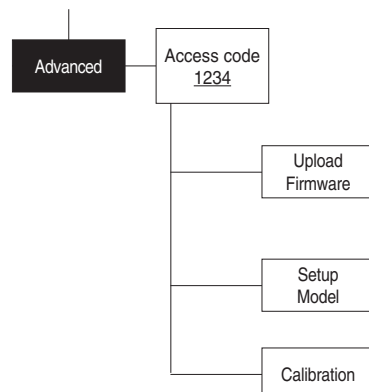 Advanced
Access code
1234
Upload
Firmware
Setup
Model
Calibration